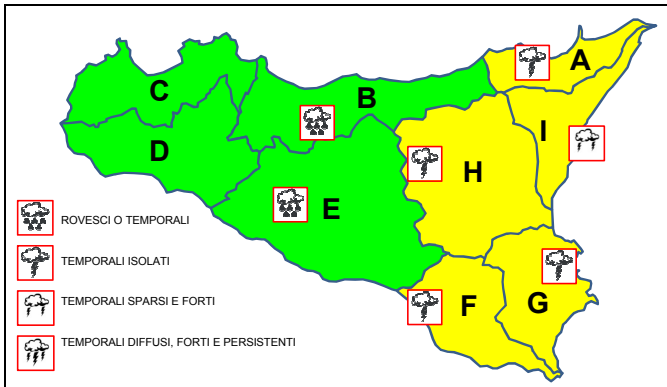 A
C
B
I
D
H
E
ROVESCI O TEMPORALI
TEMPORALI ISOLATI
F
G
TEMPORALI SPARSI E FORTI
TEMPORALI DIFFUSI, FORTI E PERSISTENTI